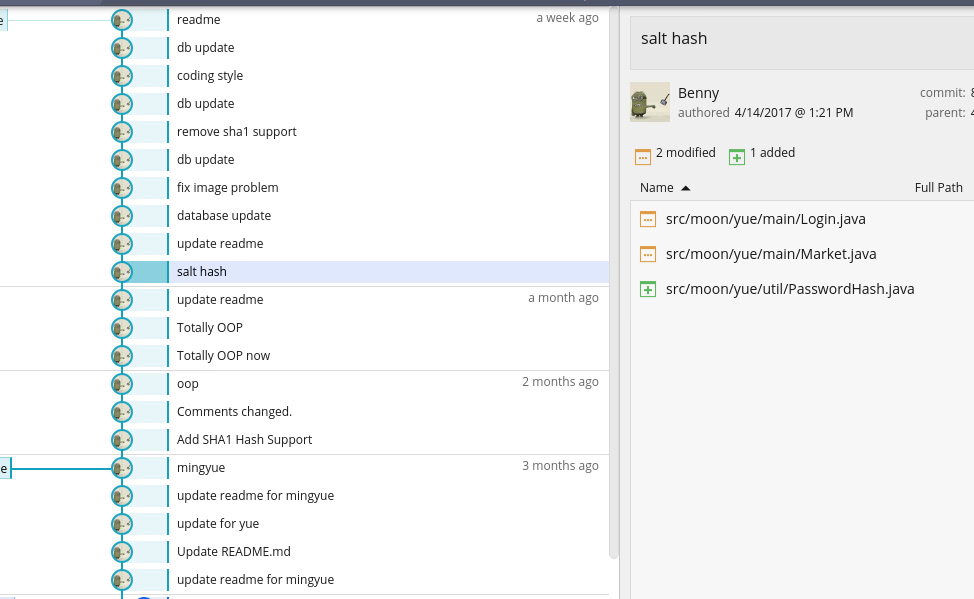 e
readme
a week ago
db update
coding style
db update
remove sha1 support
db update
fix image problem
database update
update readme
salt hash
update readme
a month ago
Totally OOP
Totally OOP now
oop
2 months ago
Comments changed.
Add SHA1 Hash Support
e
mingyue
3 months ago
update readme for mingyue
update for yue
Update README.md
update readme for mingyue
salt hash
Benny
commit:
authored 4/14/2017 @ 1:21 PM
parent:
2 modified
1 added
Name
Full Path
src/moon/yue/main/Login.java
src/moon/yue/main/Market.java
src/moon/yue/util/PasswordHash.java